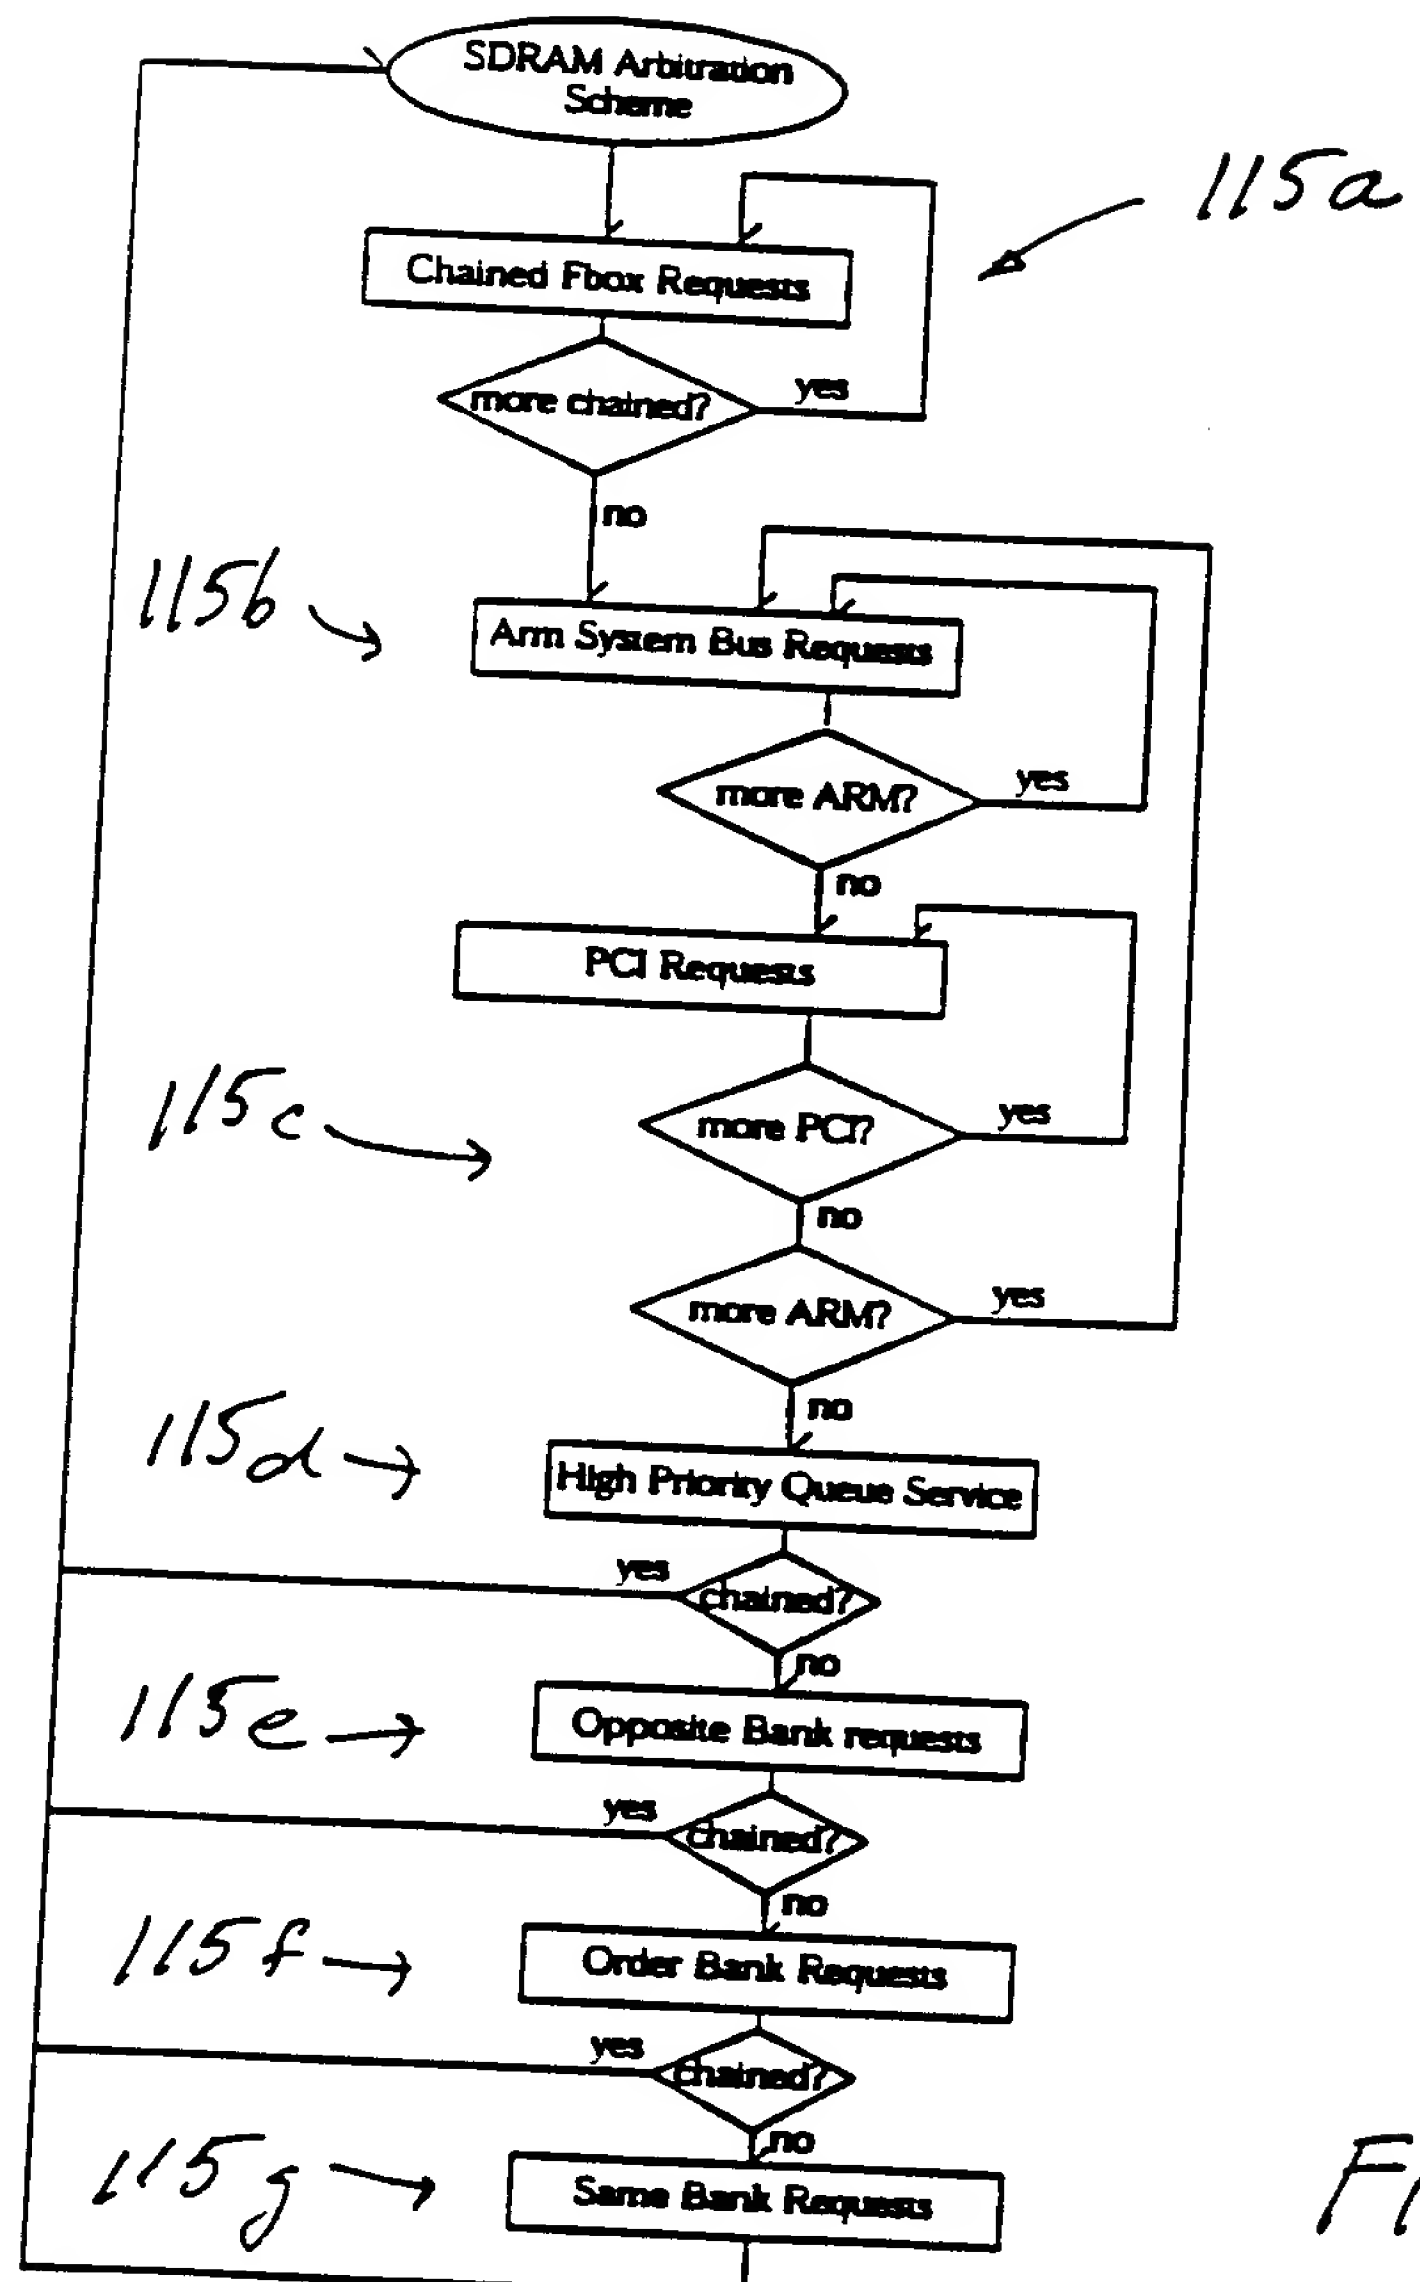 SDRAM Arbitration
Scheme
115a
Chained Fbox Requests
more chained?
yes
no
115b
Arm System Bus Requests
more ARM?
yes
no
PCI Requests
115c
more PCI?
yes
no
more ARM?
yes
no
115d
High Priority Queue Service
yes
chained?
no
115e
Opposite Bank requests
yes
chained?
no
115f
Order Bank Requests
yes
chained?
no
115g
Same Bank Requests